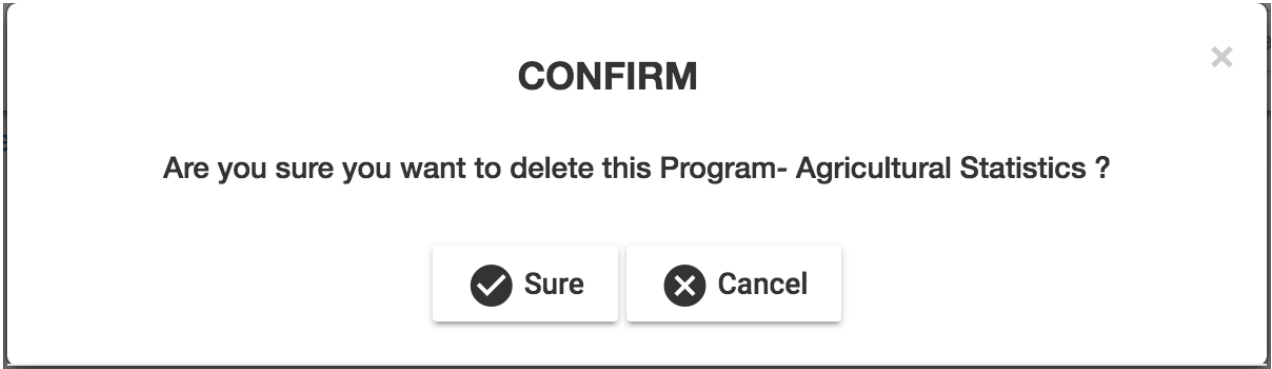 CONFIRM
Are you sure you want to delete this Program- Agricultural Statistics ?
Sure
Cancel